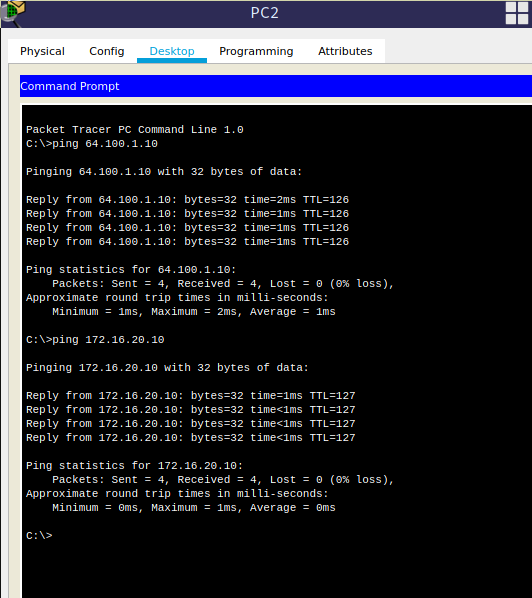 PC2
Physical Config Desktop Programming Attributes
Command Prompt
Packet Tracer PC Command Line 1.0
C:\>ping 64.100.1.10
Pinging 64.100.1.10 with 32 bytes of data:
Reply from 64.100.1.10: bytes=32 time=2ms TTL=126
Reply from 64.100.1.10: bytes=32 time=1ms TTL=126
Reply from 64.100.1.10: bytes=32 time=1ms TTL=126
Reply from 64.100.1.10: bytes=32 time=1ms TTL=126
Ping statistics for 64.100.1.10:
    Packets: Sent = 4, Received = 4, Lost = 0 (0% loss),
Approximate round trip times in milli-seconds:
    Minimum = 1ms, Maximum = 2ms, Average = 1ms
C:\>ping 172.16.20.10
Pinging 172.16.20.10 with 32 bytes of data:
Reply from 172.16.20.10: bytes=32 time=1ms TTL=127
Reply from 172.16.20.10: bytes=32 time<1ms TTL=127
Reply from 172.16.20.10: bytes=32 time<1ms TTL=127
Reply from 172.16.20.10: bytes=32 time<1ms TTL=127
Ping statistics for 172.16.20.10:
    Packets: Sent = 4, Received = 4, Lost = 0 (0% loss),
Approximate round trip times in milli-seconds:
    Minimum = 0ms, Maximum = 1ms, Average = 0ms
C:\>